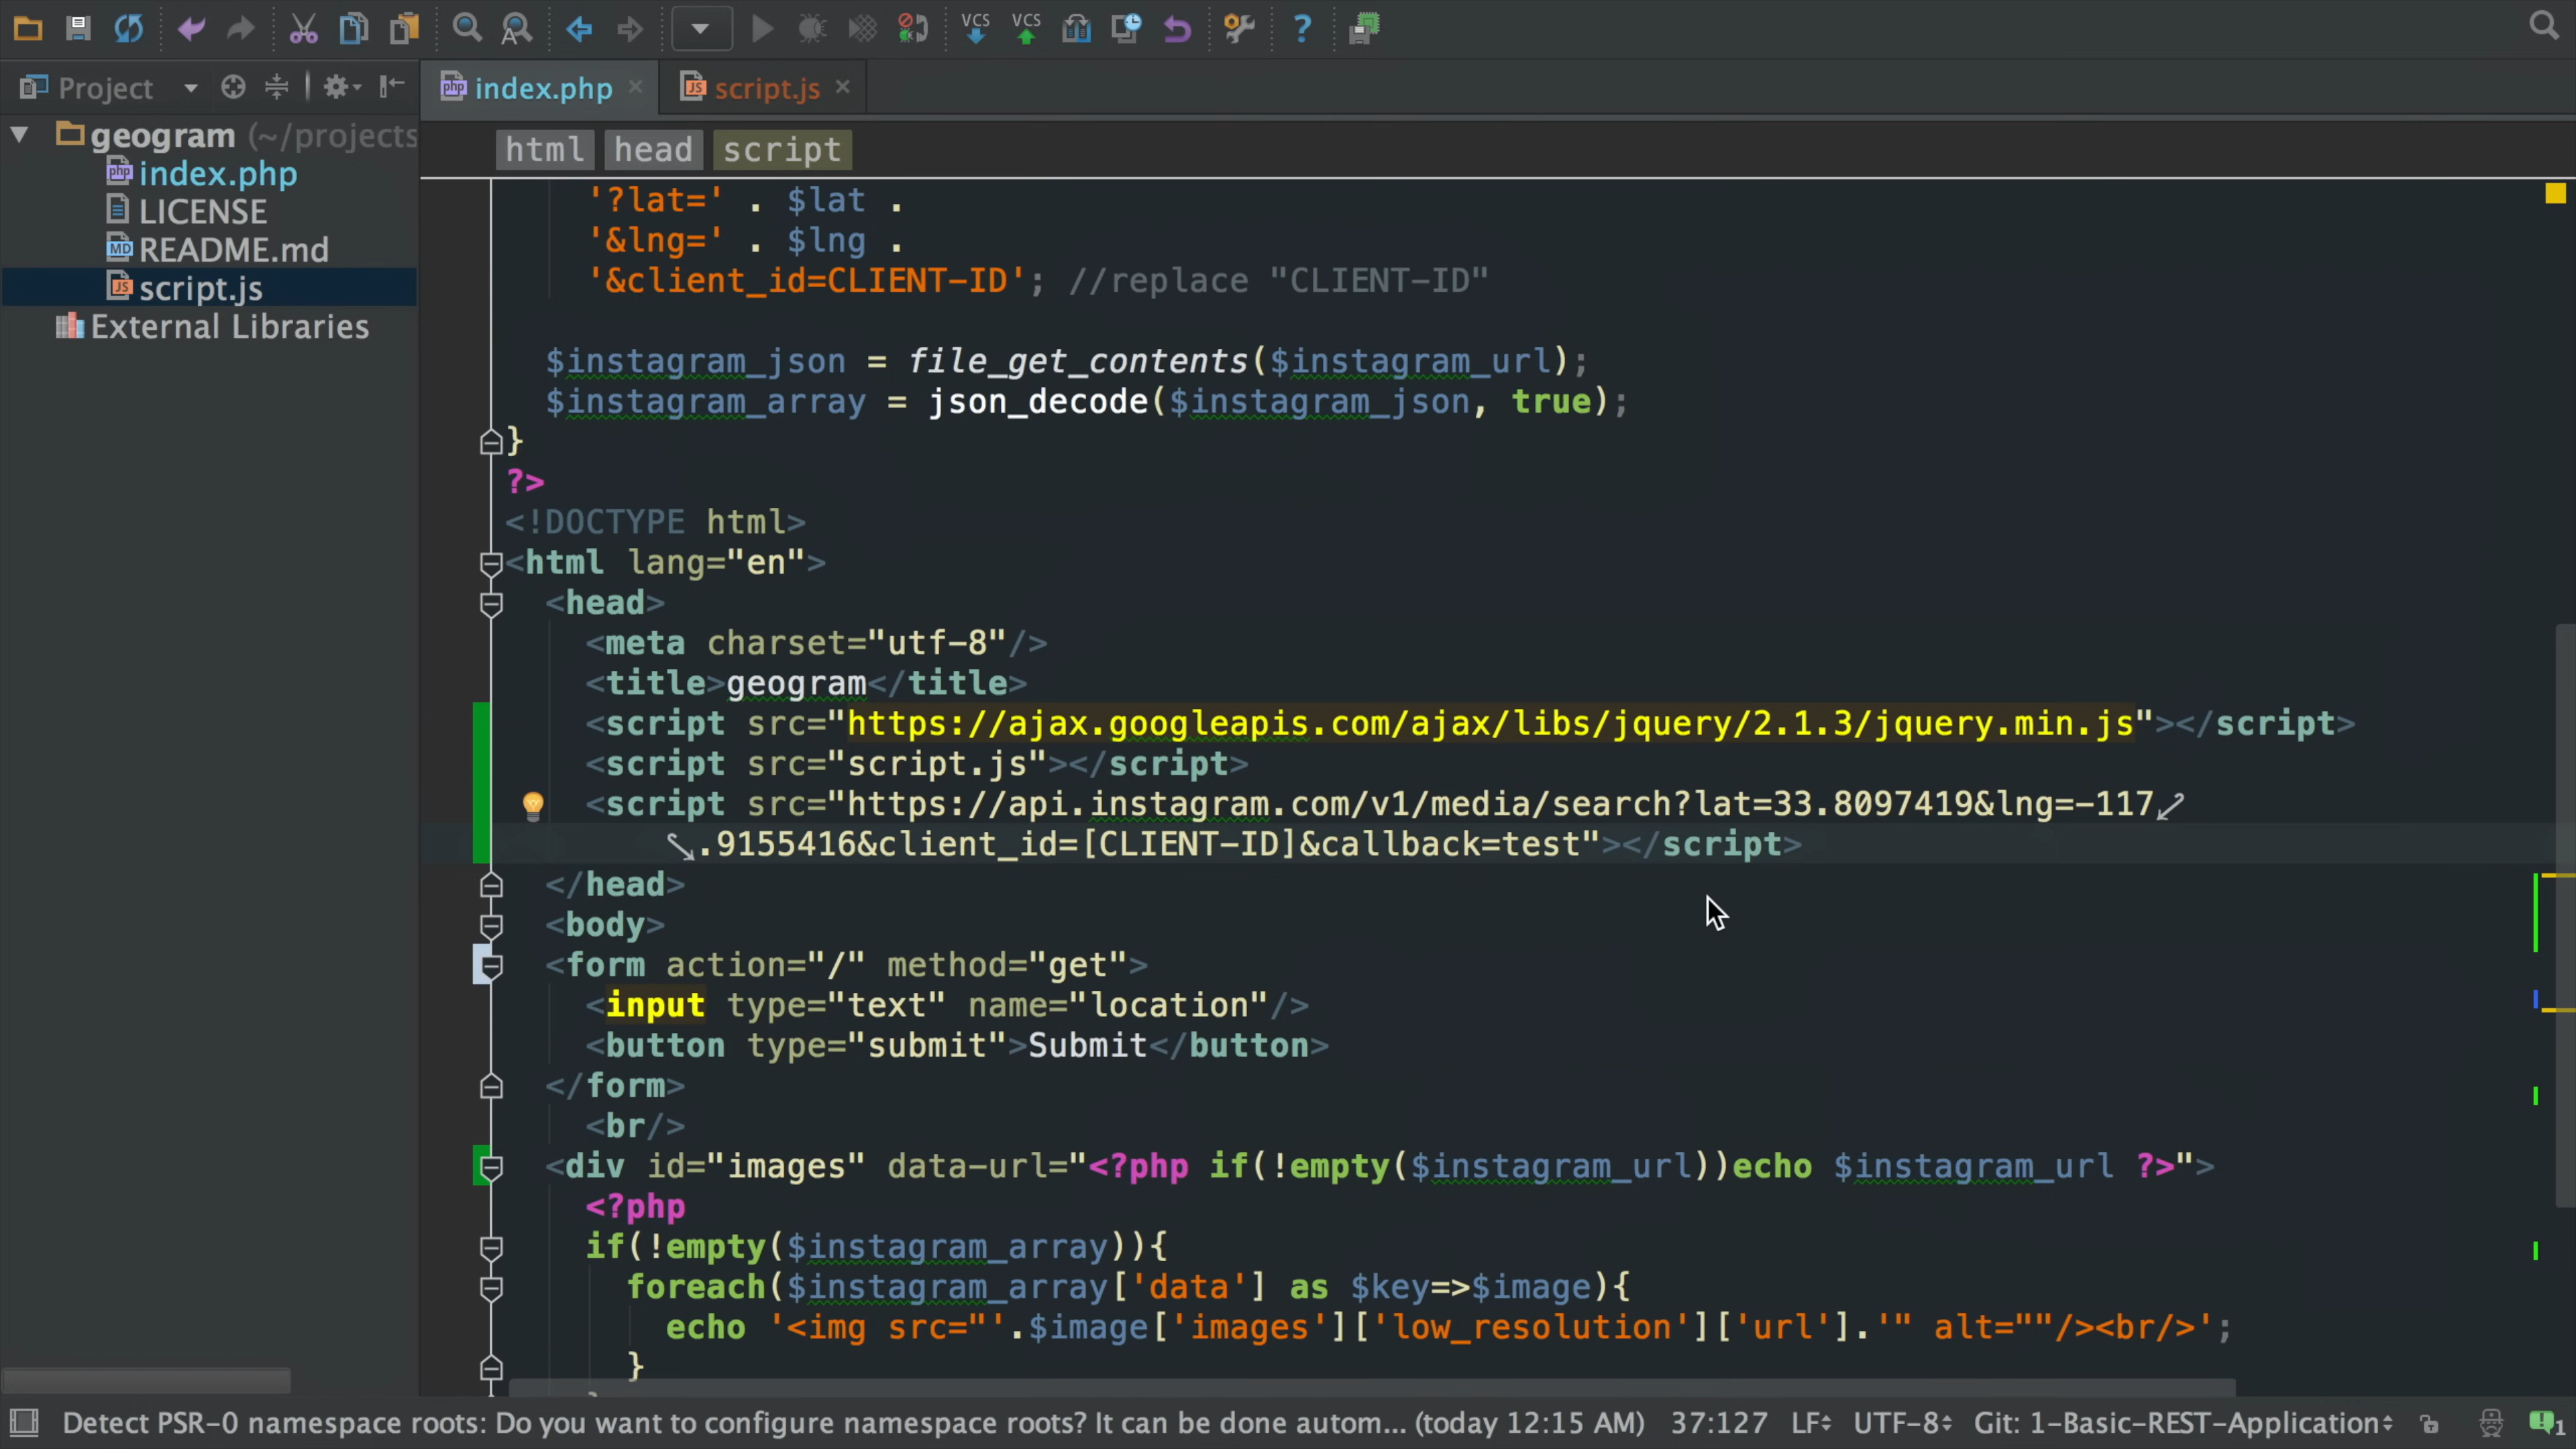 VCS VCS
Project index.php script.js
geogram (~/projects
index.php
LICENSE
README.md
script.js
External Libraries
html head script
'?lat=' . $lat .
'&lng=' . $lng .
'&client_id=CLIENT-ID'; //replace "CLIENT-ID"
$instagram_json = file_get_contents($instagram_url);
$instagram_array = json_decode($instagram_json, true);
}
?>
<!DOCTYPE html>
<html lang="en">
<head>
<meta charset="utf-8"/>
<title>geogram</title>
<script src="https://ajax.googleapis.com/ajax/libs/jquery/2.1.3/jquery.min.js"></script>
<script src="script.js"></script>
<script src="https://api.instagram.com/v1/media/search?lat=33.8097419&lng=-117
.9155416&client_id=[CLIENT-ID]&callback=test"></script>
</head>
<body>
<form action="/" method="get">
<input type="text" name="location"/>
<button type="submit">Submit</button>
</form>
<br/>
<div id="images" data-url="<?php if(!empty($instagram_url))echo $instagram_url ?>">
<?php
if(!empty($instagram_array)){
foreach($instagram_array['data'] as $key=>$image){
echo '<img src="'.$image['images']['low_resolution']['url'].'" alt=""/><br/>';
}
Detect PSR-0 namespace roots: Do you want to configure namespace roots? It can be done autom... (today 12:15 AM) 37:127 LF UTF-8 Git: 1-Basic-REST-Application 1